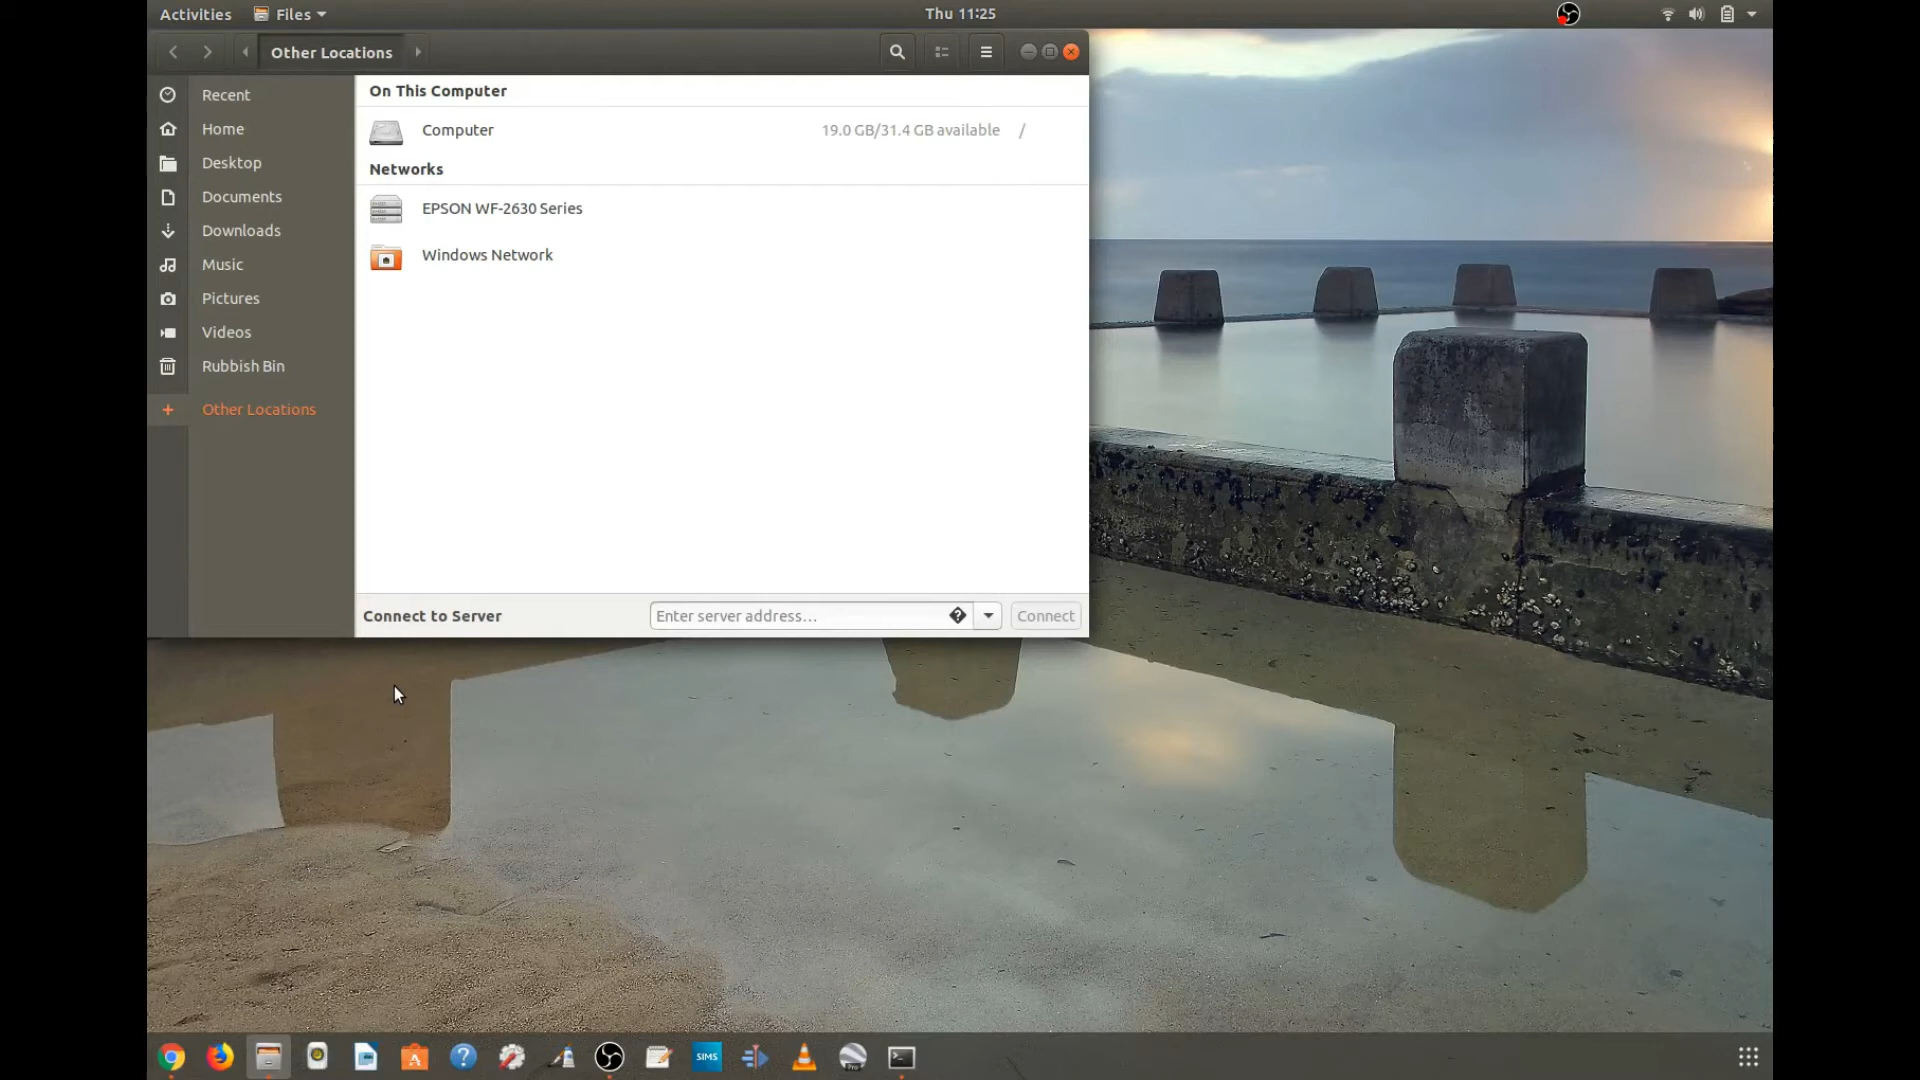 Activities Files Thu 11:25
Other Locations
Recent
Home
Desktop
Documents
Downloads
Music
Pictures
Videos
Rubbish Bin
+ Other Locations
On This Computer
Computer 19.0 GB/31.4 GB available /
Networks
EPSON WF-2630 Series
Windows Network
Connect to Server Enter server address... Connect
SIMS